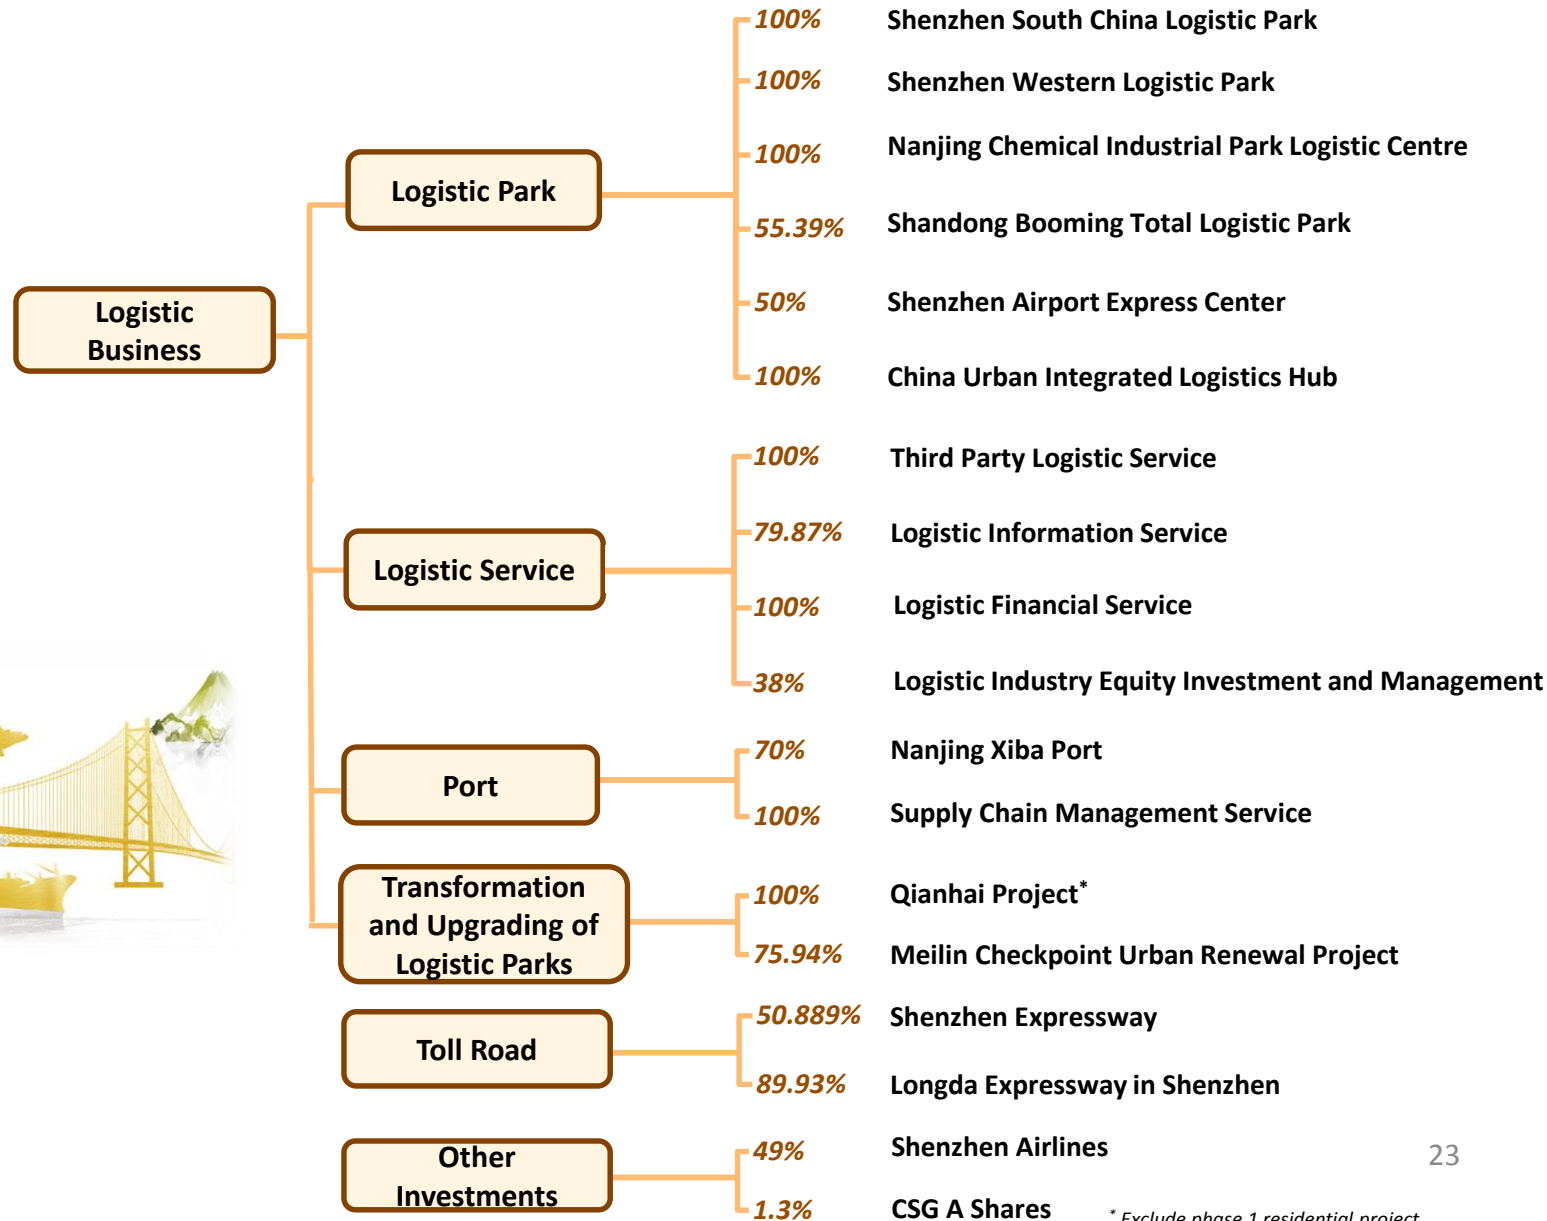 100% Shenzhen South China Logistic Park
100% Shenzhen Western Logistic Park
100% Nanjing Chemical Industrial Park Logistic Centre
Logistic Park
55.39% Shandong Booming Total Logistic Park
50% Shenzhen Airport Express Center
Logistic
Business
100% China Urban Integrated Logistics Hub
100% Third Party Logistic Service
79.87% Logistic Information Service
Logistic Service
100% Logistic Financial Service
38% Logistic Industry Equity Investment and Management
70% Nanjing Xiba Port
Port
100% Supply Chain Management Service
Transformation
and Upgrading of
Logistic Parks
100% Qianhai Project*
75.94% Meilin Checkpoint Urban Renewal Project
50.889% Shenzhen Expressway
Toll Road
89.93% Longda Expressway in Shenzhen
Other
Investments
49% Shenzhen Airlines
23
1.3% CSG A Shares
* Exclude phase 1 residential project